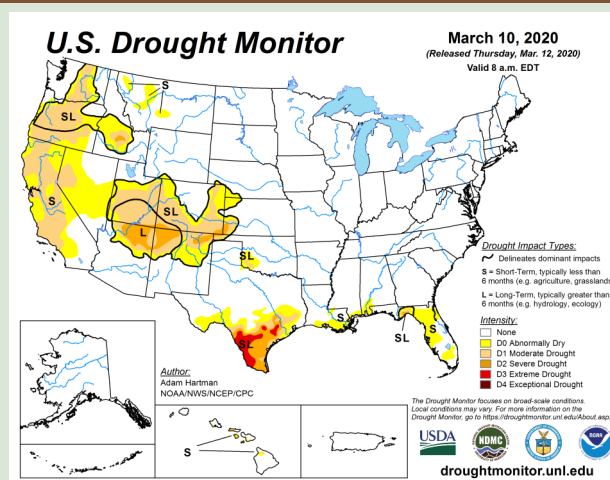 U.S. Drought Monitor
March 10, 2020
(Released Thursday, Mar. 12, 2020)
Valid 8 a.m. EDT
S
SL
S
SL
L
SL
S
S
SL
SL
Drought Impact Types:
Delineates dominant impacts
S = Short-Term, typically less than
6 months (e.g. agriculture, grasslands
L = Long-Term, typically greater than
6 months (e.g. hydrology, ecology)
Intensity:
None
D0 Abnormally Dry
D1 Moderate Drought
D2 Severe Drought
D3 Extreme Drought
D4 Exceptional Drought
Author:
Adam Hartman
NOAA/NWS/NCEP/CPC
S
The Drought Monitor focuses on broad-scale conditions.
Local conditions may vary. For more information on the
Drought Monitor, go to https://droughtmonitor.unl.edu/About.asp
USDA
NDMC
NOAA
droughtmonitor.unl.edu